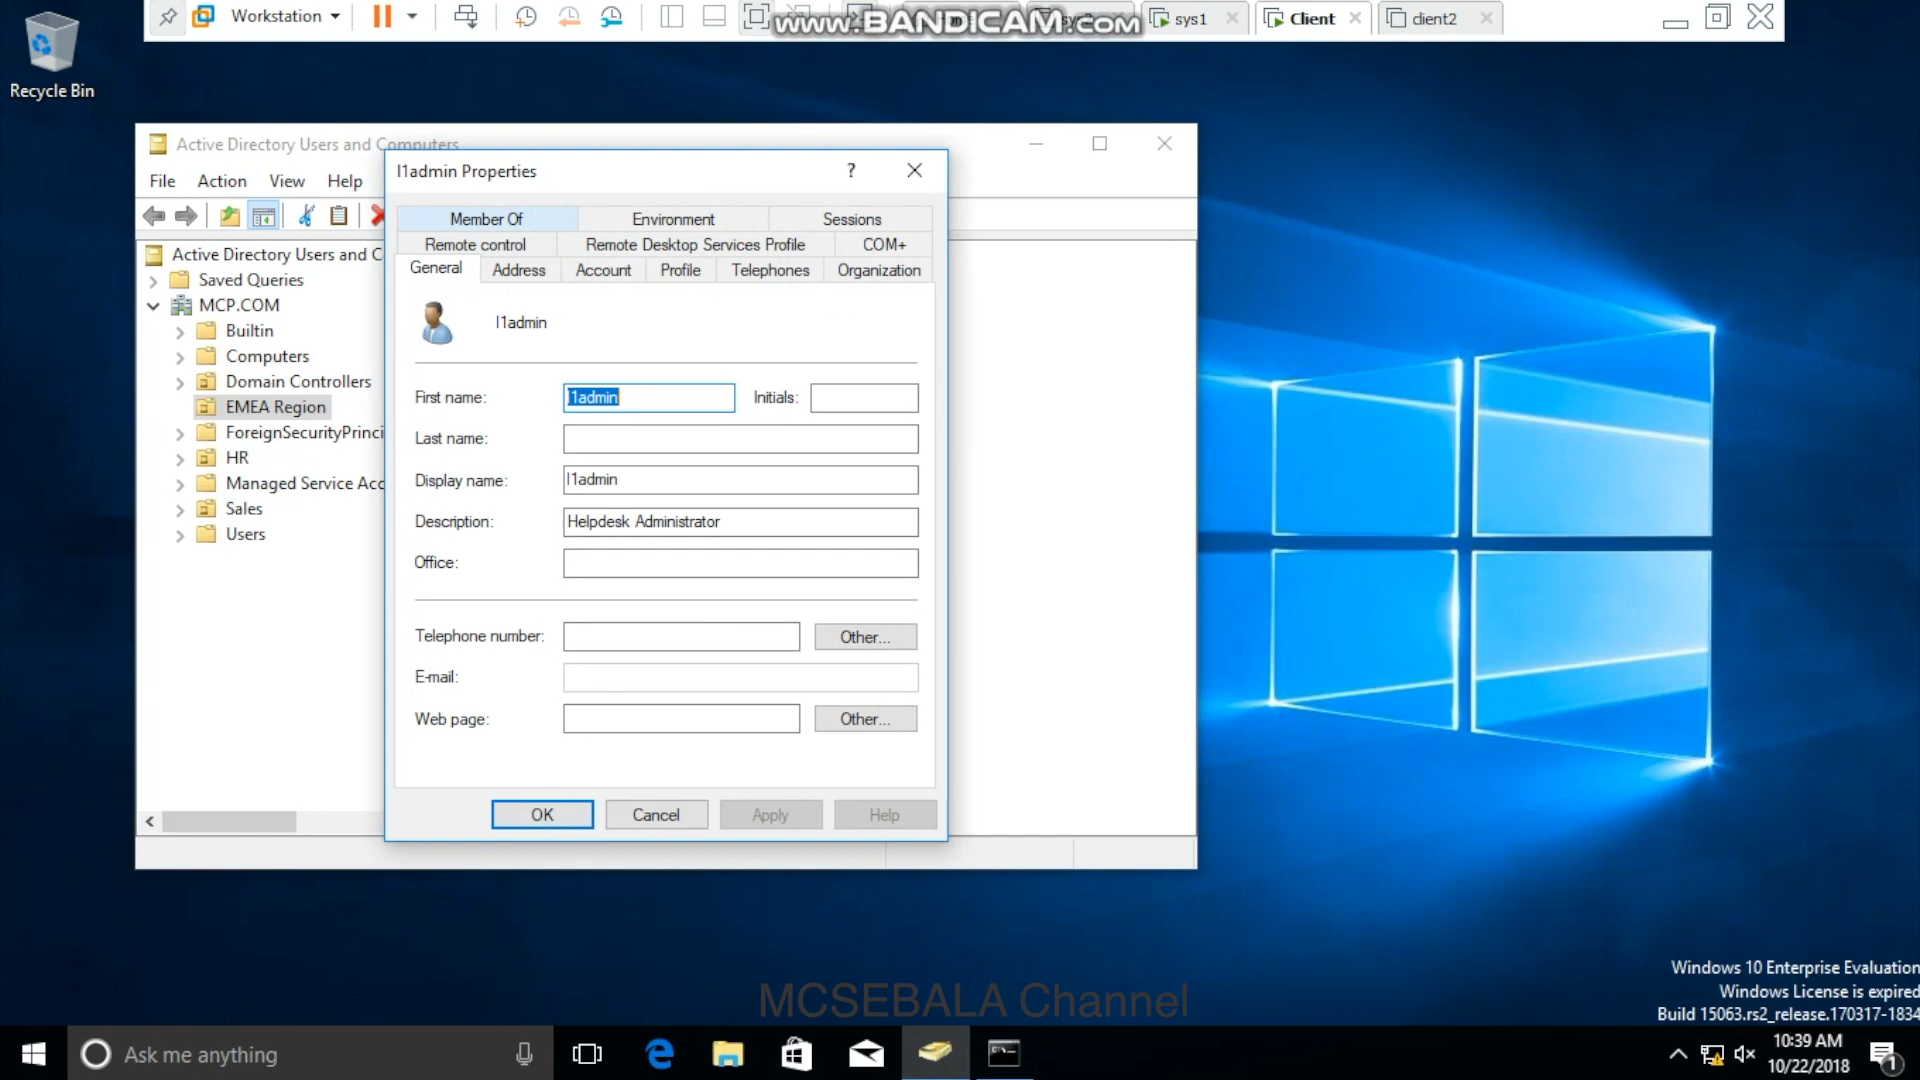 Workstation
www.BANDICAM.com
sys1
Client
client2
Recycle Bin
Active Directory Users and Computers
File Action View Help
Active Directory Users and C
Saved Queries
MCP.COM
Builtin
Computers
Domain Controllers
EMEA Region
ForeignSecurityPrinci
HR
Managed Service Acc
Sales
Users
l1admin Properties
?
Member Of Environment Sessions
Remote control Remote Desktop Services Profile COM+
General Address Account Profile Telephones Organization
l1admin
First name: l1admin Initials:
Last name:
Display name: l1admin
Description: Helpdesk Administrator
Office:
Telephone number: Other...
E-mail:
Web page: Other...
OK Cancel Apply Help
MCSEBALA Channel
Windows 10 Enterprise Evaluation
Windows License is expired
Build 15063.rs2_release.170317-1834
Ask me anything
10:39 AM
10/22/2018
1